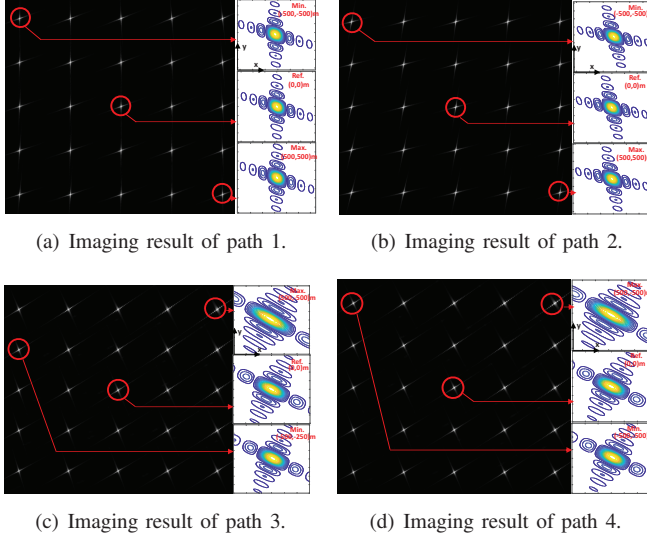 Min.
(-500,-500)m
y
x
Ref.
(0,0)m
Max.
(500,500)m
(a) Imaging result of path 1.
Min.
(-500,-500)
y
x
Ref.
(0,0)m
Max.
(500,500)
(b) Imaging result of path 2.
Max.
y
x
Ref.
(0,0)m
Min.
(c) Imaging result of path 3.
Max.
y
x
Ref.
(0,0)m
Min.
(d) Imaging result of path 4.